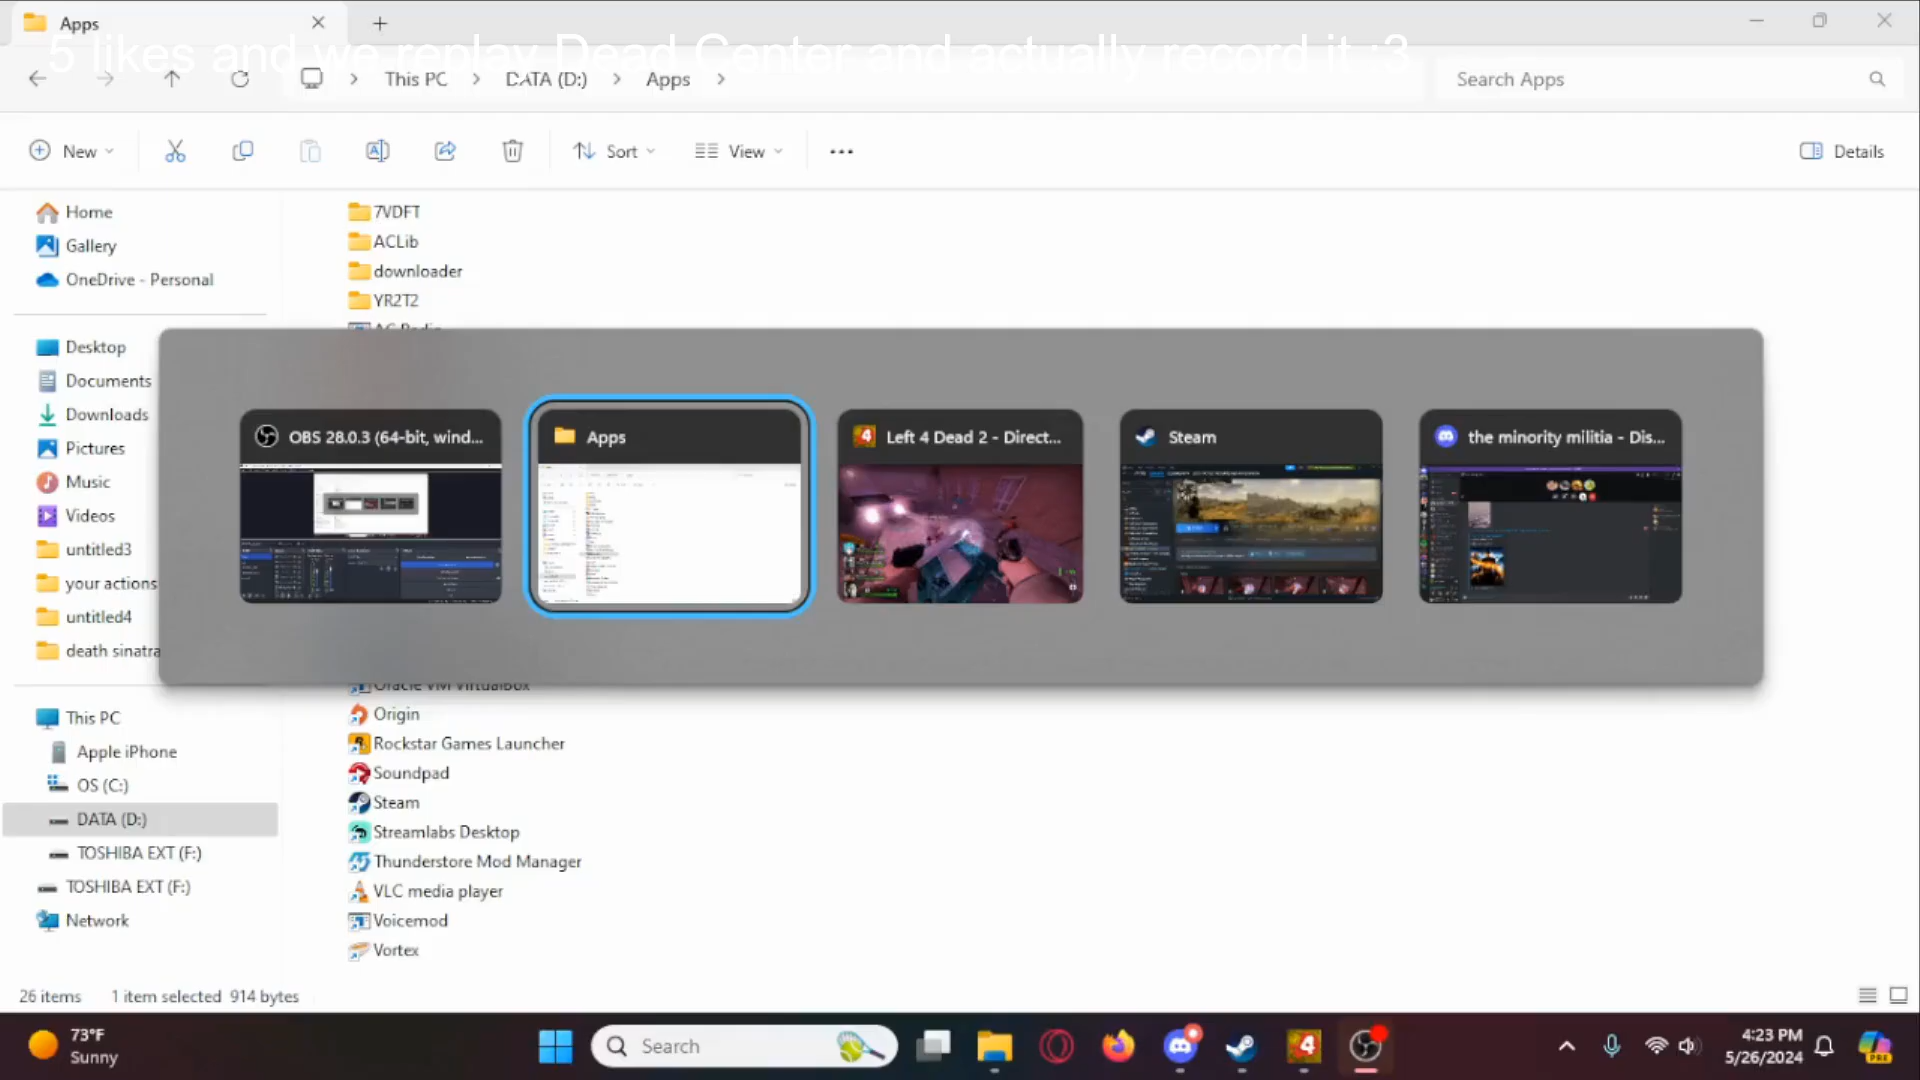 Apps
5 likes and we replay Dead Center and actually record it :3
This PC
DATA (D:)
Apps
Search Apps
New
Sort
View
Details
Home
Gallery
OneDrive - Personal
Desktop
Documents
Downloads
Pictures
Music
Videos
untitled3
your actions
untitled4
death sinatra
This PC
Apple iPhone
OS (C:)
DATA (D:)
TOSHIBA EXT (F:)
TOSHIBA EXT (F:)
Network
7VDFT
ACLib
downloader
YR2T2
OBS 28.0.3 (64-bit, wind...
Apps
Left 4 Dead 2 - Direct...
Steam
the minority militia - Dis...
Oracle VM VirtualBox
Origin
Rockstar Games Launcher
Soundpad
Steam
Streamlabs Desktop
Thunderstore Mod Manager
VLC media player
Voicemod
Vortex
26 items
1 item selected 914 bytes
73°F
Sunny
Search
4:23 PM
5/26/2024
PRE